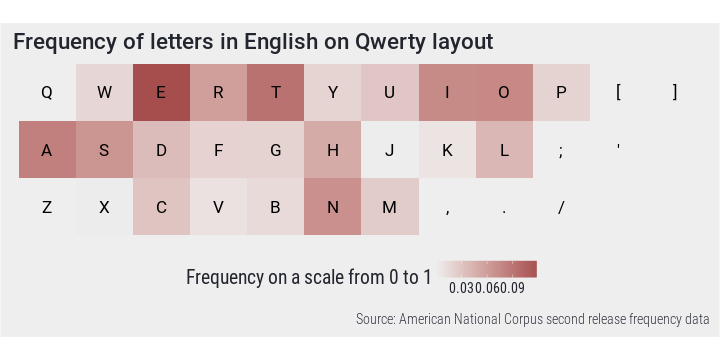 Frequency of letters in English on Qwerty layout
Q W E R T Y U I O P [ ]
A S D F G H J K L ; '
Z X C V B N M , . /
Frequency on a scale from 0 to 1
0.03 0.06 0.09
Source: American National Corpus second release frequency data